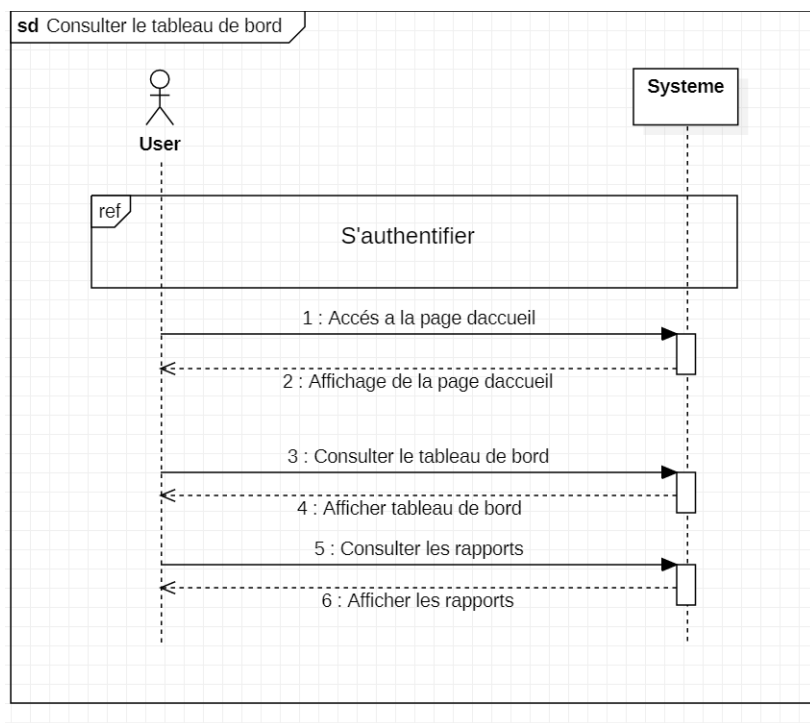 sd Consulter le tableau de bord
User
Systeme
ref
S'authentifier
1 : Accés a la page daccueil
2 : Affichage de la page daccueil
3 : Consulter le tableau de bord
4 : Afficher tableau de bord
5 : Consulter les rapports
6 : Afficher les rapports